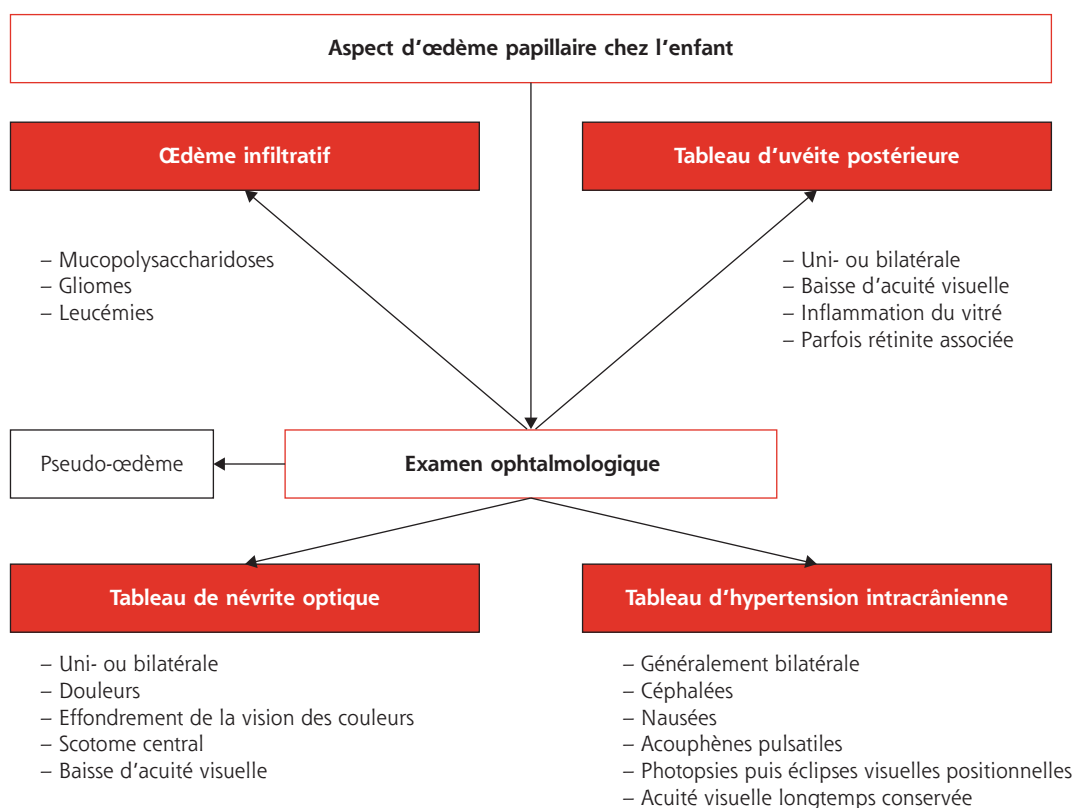 Aspect d'œdème papillaire chez l'enfant
Œdème infiltratif
– Mucopolysaccharidoses
– Gliomes
– Leucémies
Tableau d'uvéite postérieure
– Uni- ou bilatérale
– Baisse d'acuité visuelle
– Inflammation du vitré
– Parfois rétinite associée
Pseudo-œdème
Examen ophtalmologique
Tableau de névrite optique
– Uni- ou bilatérale
– Douleurs
– Effondrement de la vision des couleurs
– Scotome central
– Baisse d'acuité visuelle
Tableau d'hypertension intracrânienne
– Généralement bilatérale
– Céphalées
– Nausées
– Acouphènes pulsatiles
– Photopsies puis éclipses visuelles positionnelles
– Acuité visuelle longtemps conservée